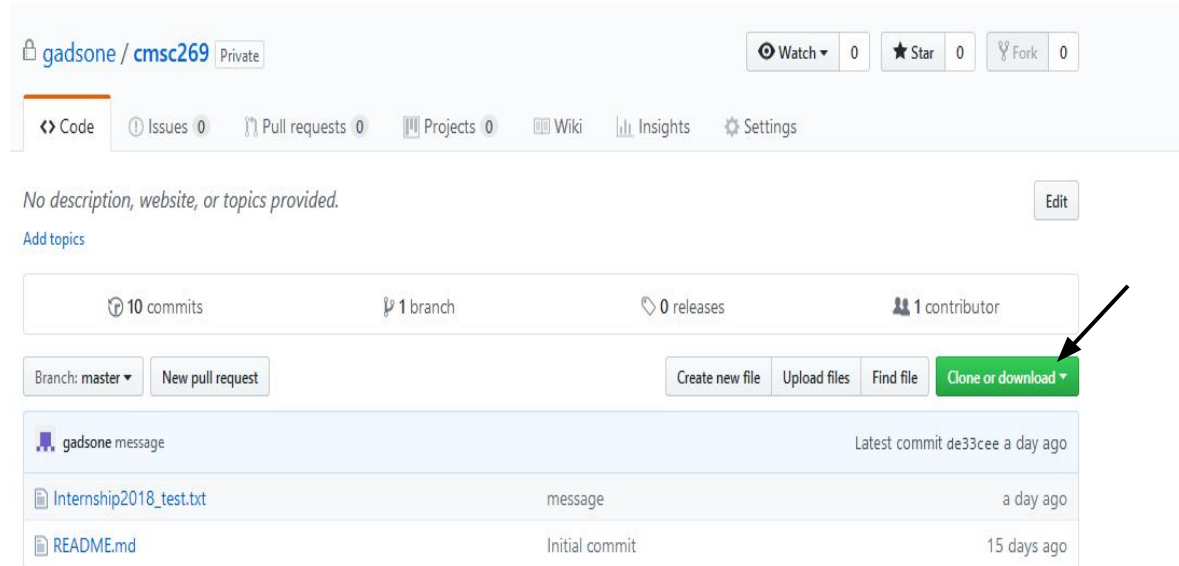 gadsone / cmsc269 Private Watch 0 Star 0 Fork 0
Code Issues 0 Pull requests 0 Projects 0 Wiki Insights Settings
No description, website, or topics provided. Edit
Add topics
10 commits 1 branch 0 releases 1 contributor
Branch: master New pull request Create new file Upload files Find file Clone or download
gadsone message Latest commit de33cee a day ago
Internship2018_test.txt message a day ago
README.md Initial commit 15 days ago